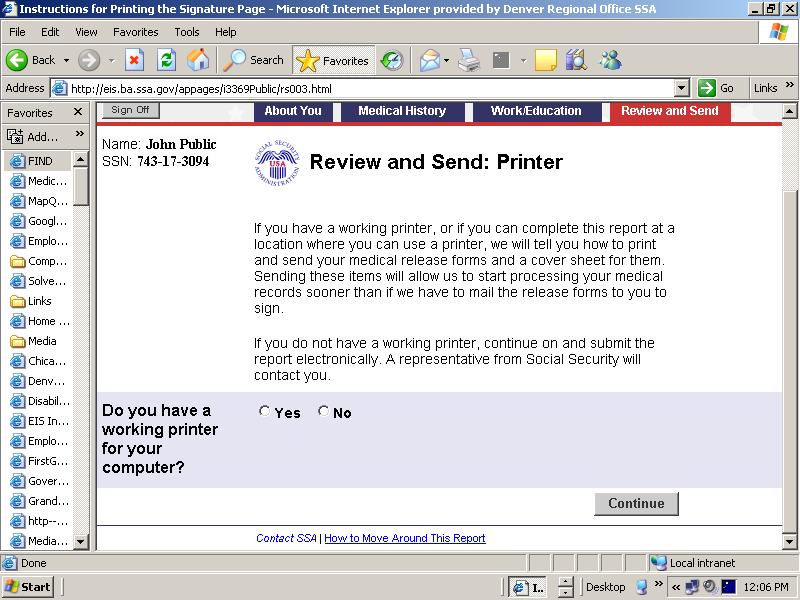 Instructions for Printing the Signature Page - Microsoft Internet Explorer provided by Denver Regional Office SSA
File Edit View Favorites Tools Help
Back Search Favorites
Address http://eis.ba.ssa.gov/appages/i3369Public/rs003.html Go Links »
Favorites ×
Add... »
FIND
Medic...
MapQ...
Googl...
Emplo...
Comp...
Solve...
Links
Home ...
Media
Chica...
Denv...
Disabil...
EIS In...
Emplo...
FirstG...
Gover...
Grand...
http--...
Media...
Sign Off About You Medical History Work/Education Review and Send
Name: John Public
SSN: 743-17-3094
SOCIAL SECURITY
USA
ADMINISTRATION
Review and Send: Printer
If you have a working printer, or if you can complete this report at a
location where you can use a printer, we will tell you how to print
and send your medical release forms and a cover sheet for them.
Sending these items will allow us to start processing your medical
records sooner than if we have to mail the release forms to you to
sign.
If you do not have a working printer, continue on and submit the
report electronically. A representative from Social Security will
contact you.
Do you have a
working printer
for your
computer?
Yes No
Continue
Contact SSA | How to Move Around This Report
Done Local intranet
Start I.. Desktop » « 12:06 PM